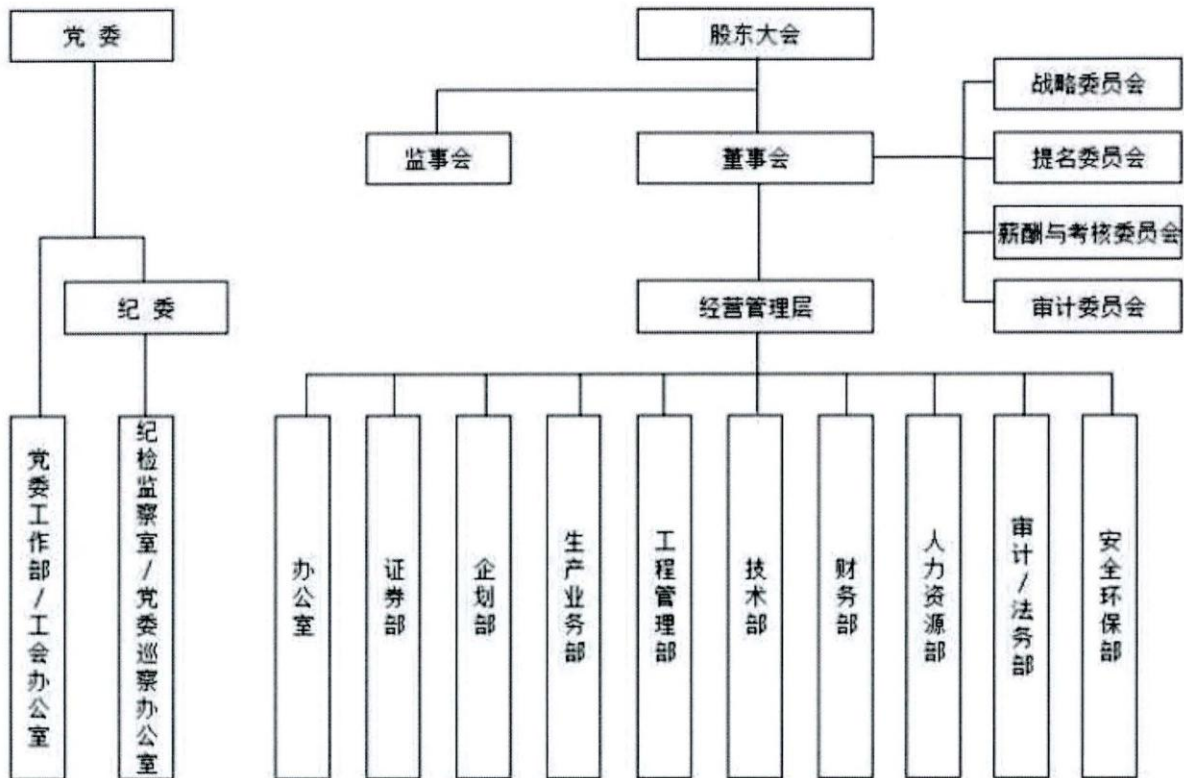 党 委
股东大会
战略委员会
监事会
董事会
提名委员会
薪酬与考核委员会
纪 委
经营管理层
审计委员会
党委工作部/工会办公室
纪检监察室/党委巡察办公室
办公室
证券部
企划部
生产业务部
工程管理部
技术部
财务部
人力资源部
审计/法务部
安全环保部